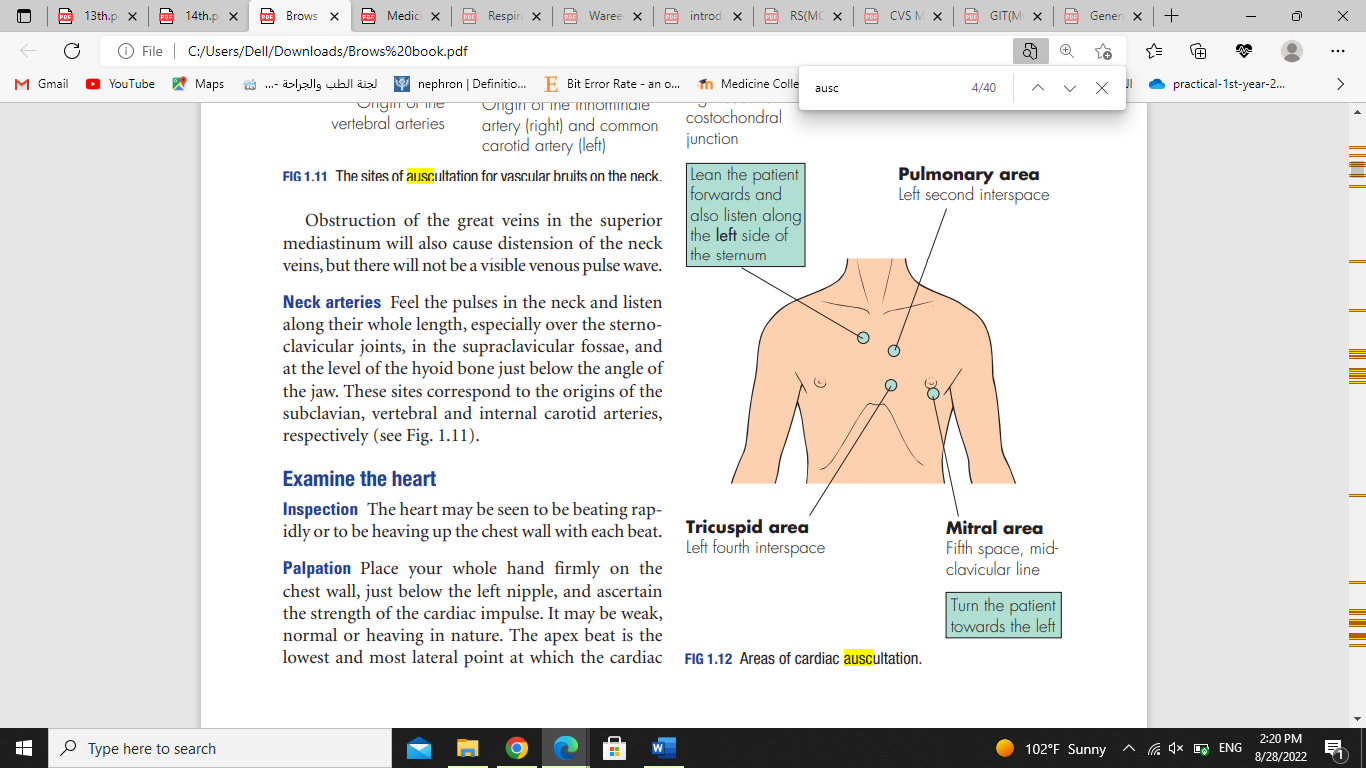 13th.p
14th.p
Brows
Medici
Respira
Waree
introdu
RS(MC
CVS M
GIT(M
Genera
File
C:/Users/Dell/Downloads/Brows%20book.pdf
Gmail
YouTube
Maps
...- لجنة الطب والجراحة
nephron | Definitio...
Bit Error Rate - an o...
Medicine Colle
practical-1st-year-2...
ausc
4/40
Origin of the
vertebral arteries
Origin of the innominate
artery (right) and common
carotid artery (left)
costochondral
junction
FIG 1.11 The sites of auscultation for vascular bruits on the neck.
Obstruction of the great veins in the superior
mediastinum will also cause distension of the neck
veins, but there will not be a visible venous pulse wave.
Neck arteries Feel the pulses in the neck and listen
along their whole length, especially over the sterno-
clavicular joints, in the supraclavicular fossae, and
at the level of the hyoid bone just below the angle of
the jaw. These sites correspond to the origins of the
subclavian, vertebral and internal carotid arteries,
respectively (see Fig. 1.11).
Examine the heart
Inspection The heart may be seen to be beating rap-
idly or to be heaving up the chest wall with each beat.
Palpation Place your whole hand firmly on the
chest wall, just below the left nipple, and ascertain
the strength of the cardiac impulse. It may be weak,
normal or heaving in nature. The apex beat is the
lowest and most lateral point at which the cardiac
Lean the patient
forwards and
also listen along
the left side of
the sternum
Pulmonary area
Left second interspace
Tricuspid area
Left fourth interspace
Mitral area
Fifth space, mid-
clavicular line
Turn the patient
towards the left
FIG 1.12 Areas of cardiac auscultation.
Type here to search
102°F Sunny
ENG
2:20 PM
8/28/2022
1